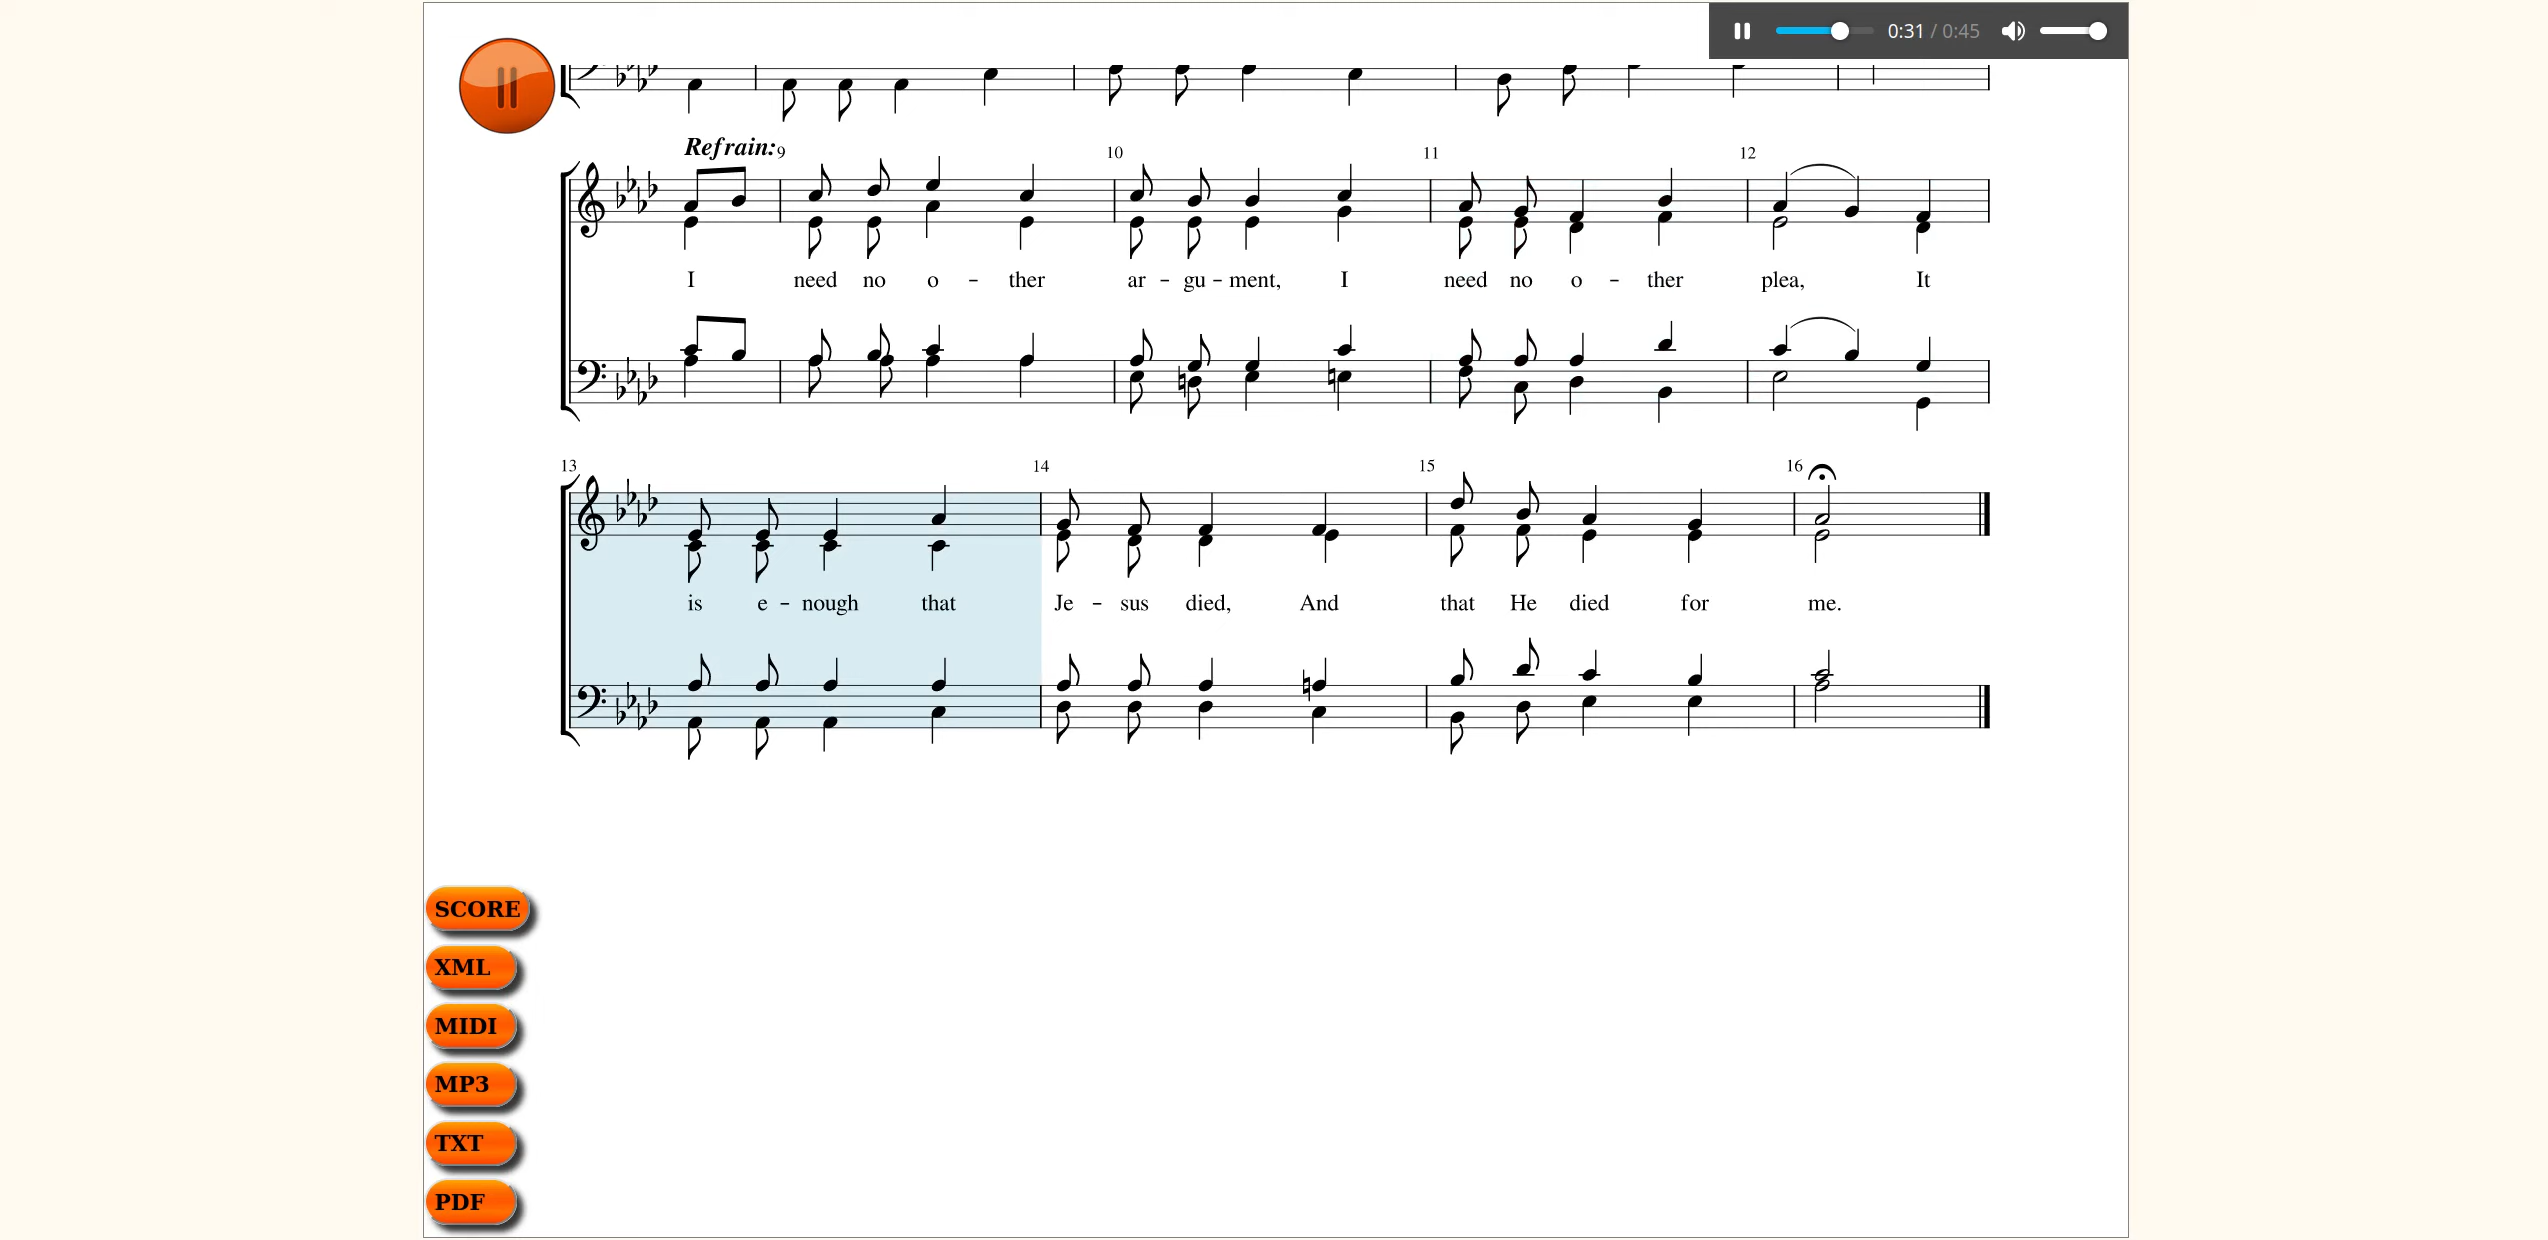 0:31 / 0:45
Refrain:
9 10 11 12
I need no o - ther ar - gu - ment, I need no o - ther plea, It
13 14 15 16
is e - nough that Je - sus died, And that He died for me.
SCORE
XML
MIDI
MP3
TXT
PDF